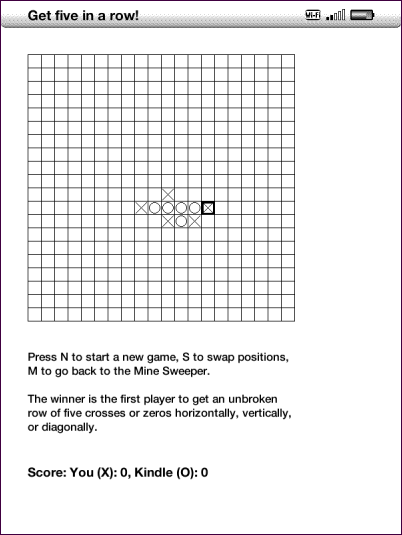 Get five in a row!
Wi-Fi
Press N to start a new game, S to swap positions,
M to go back to the Mine Sweeper.
The winner is the first player to get an unbroken
row of five crosses or zeros horizontally, vertically,
or diagonally.
Score: You (X): 0, Kindle (O): 0